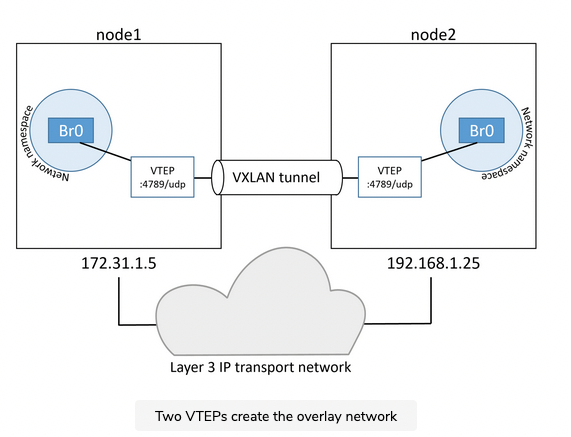 node1
node2
Network namespace
Br0
VTEP
:4789/udp
VXLAN tunnel
VTEP
:4789/udp
Br0
Network namespace
172.31.1.5
192.168.1.25
Layer 3 IP transport network
Two VTEPs create the overlay network